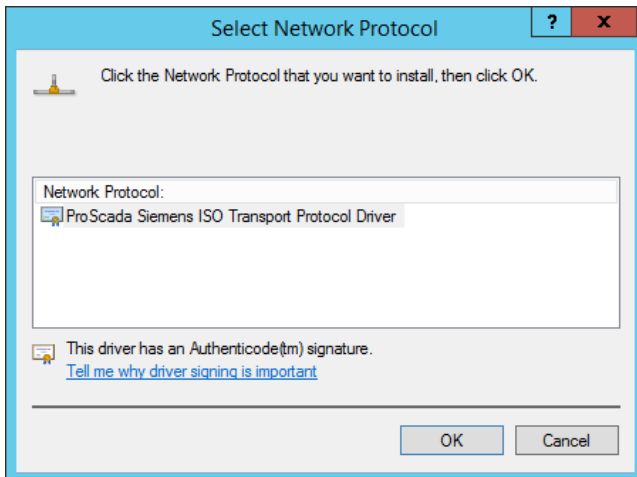 Select Network Protocol
? x
Click the Network Protocol that you want to install, then click OK.
Network Protocol:
ProScada Siemens ISO Transport Protocol Driver
This driver has an Authenticode(tm) signature.
Tell me why driver signing is important
OK Cancel